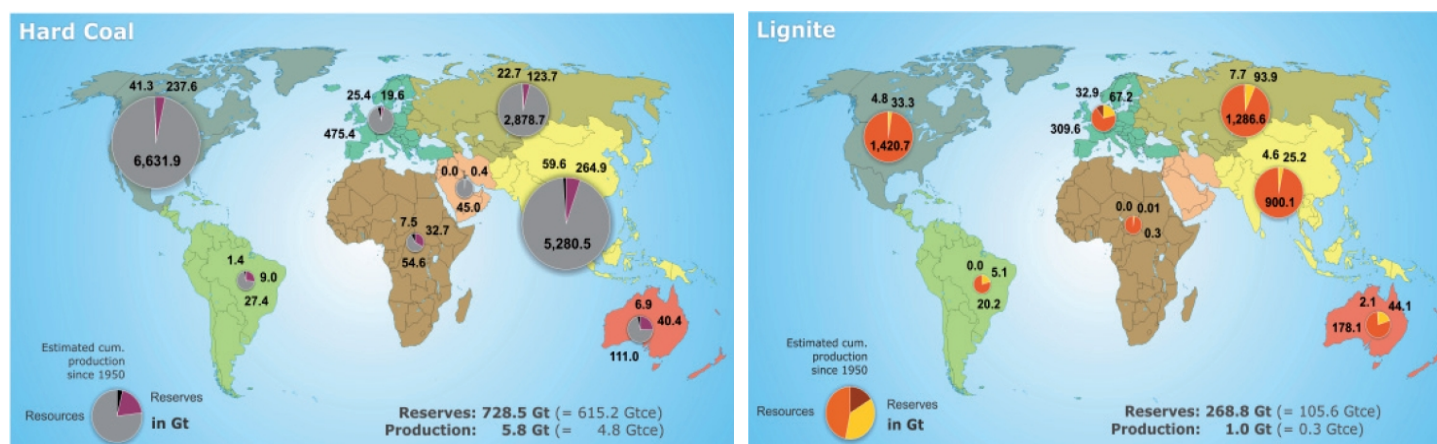 Hard Coal
41.3 237.6
6,631.9
25.4 19.6
475.4
22.7 123.7
2,878.7
0.0 0.4
45.0
59.6 264.9
5,280.5
7.5 32.7
54.6
1.4 9.0
27.4
6.9 40.4
111.0
Estimated cum.
production
since 1950
Resources
Reserves
in Gt
Reserves: 728.5 Gt (= 615.2 Gtce)
Production: 5.8 Gt (= 4.8 Gtce)
Lignite
4.8 33.3
1,420.7
32.9 67.2
309.6
7.7 93.9
1,286.6
4.6 25.2
900.1
0.0 0.01
0.3
0.0 5.1
20.2
2.1 44.1
178.1
Estimated cum.
production
since 1950
Resources
Reserves
in Gt
Reserves: 268.8 Gt (= 105.6 Gtce)
Production: 1.0 Gt (= 0.3 Gtce)